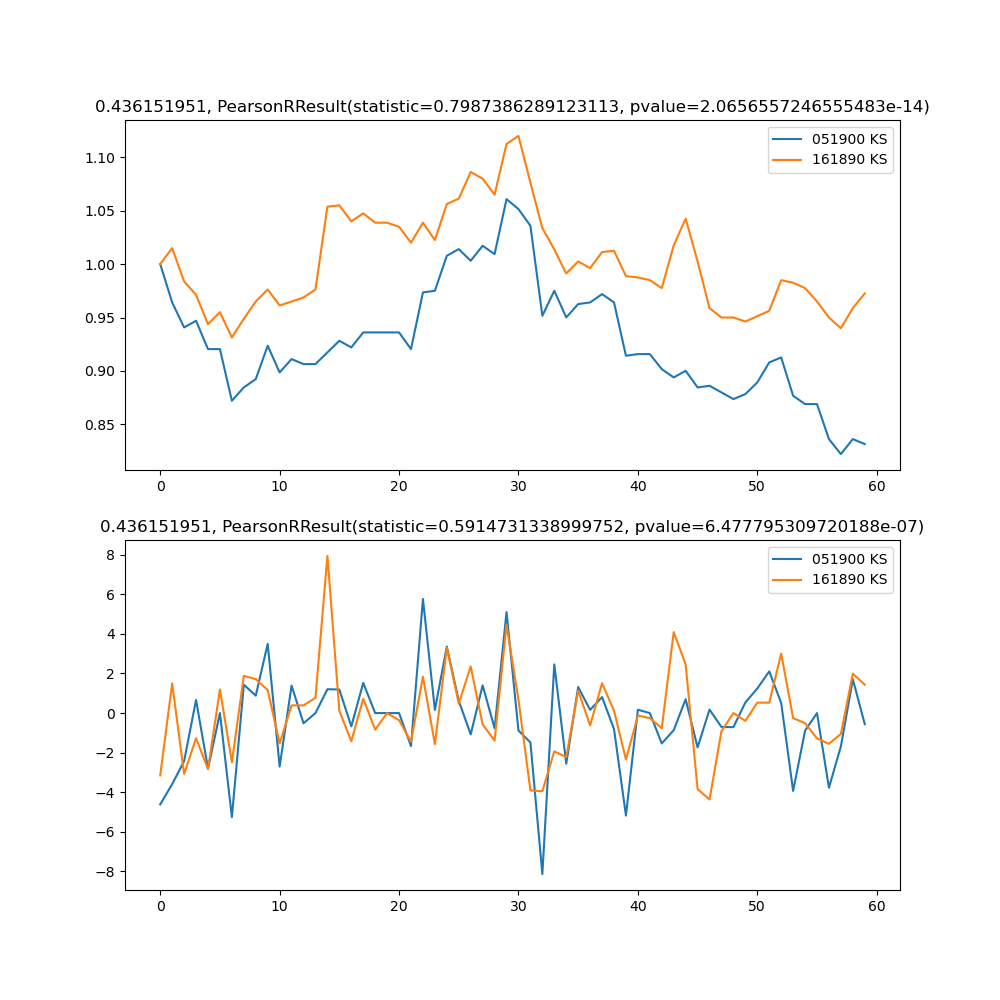 0.436151951, PearsonRResult(statistic=0.7987386289123113, pvalue=2.0656557246555483e-14)
051900 KS
161890 KS
1.10
1.05
1.00
0.95
0.90
0.85
0 10 20 30 40 50 60
0.436151951, PearsonRResult(statistic=0.5914731338999752, pvalue=6.477795309720188e-07)
051900 KS
161890 KS
8
6
4
2
0
−2
−4
−6
−8
0 10 20 30 40 50 60